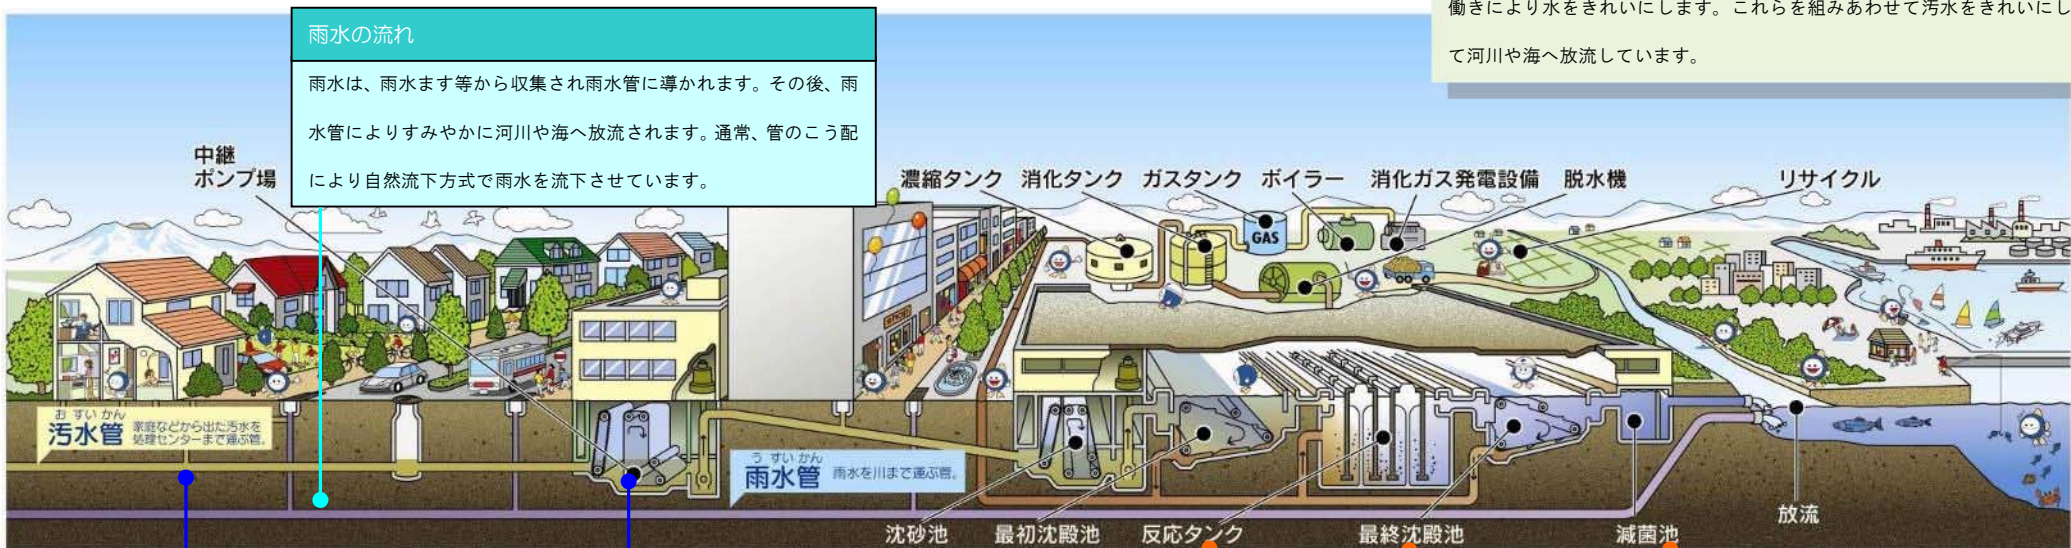 働きにより水をきれいにします。これらを組みあわせて汚水をきれいにし
て河川や海へ放流しています。
雨水の流れ
雨水は、雨水ます等から収集され雨水管に導かれます。その後、雨
水管によりすみやかに河川や海へ放流されます。通常、管のこう配
により自然流下方式で雨水を流下させています。
中継
ポンプ場
濃縮タンク
消化タンク
ガスタンク
ボイラー
消化ガス発電設備
脱水機
リサイクル
GAS
おすいかん
汚水管
家庭などから出た汚水を
処理センターまで運ぶ管。
うすいかん
雨水管
雨水を川まで運ぶ管。
沈砂池
最初沈殿池
反応タンク
最終沈殿池
滅菌池
放流